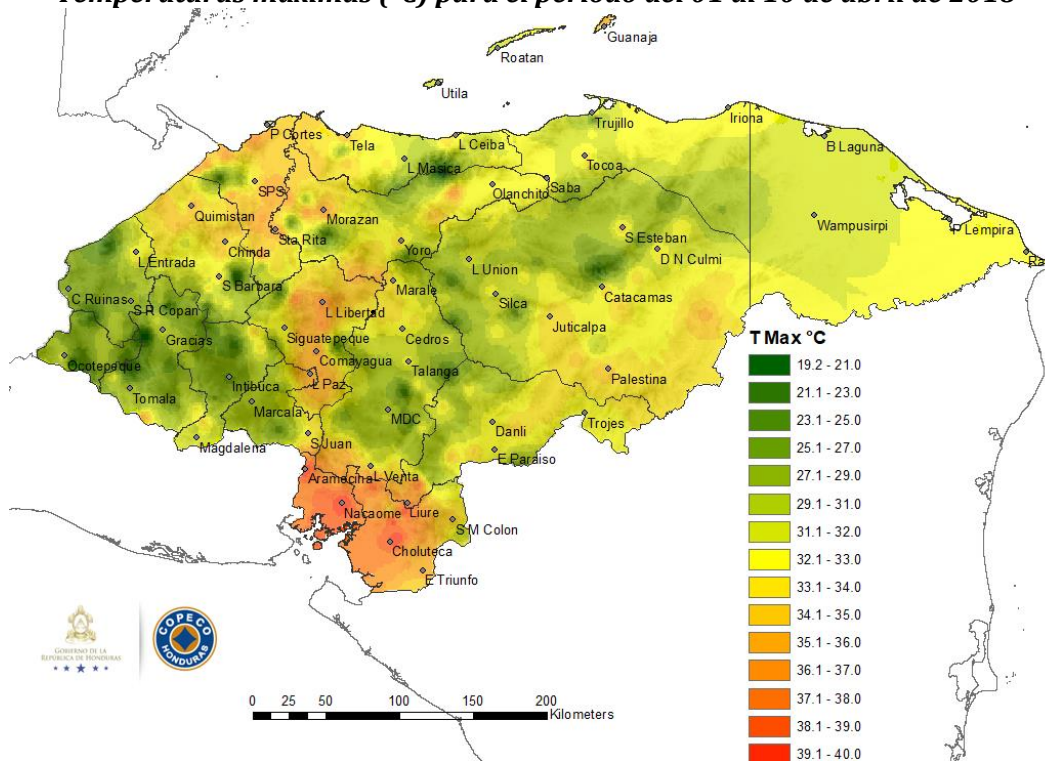 Temperaturas máximas (°C) para el período del 01 al 10 de abril de 2018
Guanaja
Roatan
Utila
P Cortes
Tela
L Ceiba
Trujillo
Iriona
L Masica
Tocoa
B Laguna
SPS
Olanchito
Saba
Quimistan
Morazan
Wampusirpi
P Lempira
Sta Rita
S Esteban
Chinda
Yoro
D N Culmi
L Entrada
L Union
Ra
S Barbara
Marale
Catacamas
C Ruinas
S R Copan
L Libertad
Silca
Juticalpa
Gracias
Siguatepeque
Cedros
Ocotepeque
Comayagua
Talanga
Palestina
Intibuca
L Paz
Tomala
Marcala
MDC
Trojes
Danli
Magdalena
S Juan
E Paraiso
Aramecina
L Venta
Nacaome
Liure
S M Colon
Choluteca
E Triunfo
T Max °C
19.2 - 21.0
21.1 - 23.0
23.1 - 25.0
25.1 - 27.0
27.1 - 29.0
29.1 - 31.0
31.1 - 32.0
32.1 - 33.0
33.1 - 34.0
34.1 - 35.0
35.1 - 36.0
36.1 - 37.0
37.1 - 38.0
38.1 - 39.0
39.1 - 40.0
GOBIERNO DE LA
REPÚBLICA DE HONDURAS
COPECO
HONDURAS
0 25 50 100 150 200
Kilometers